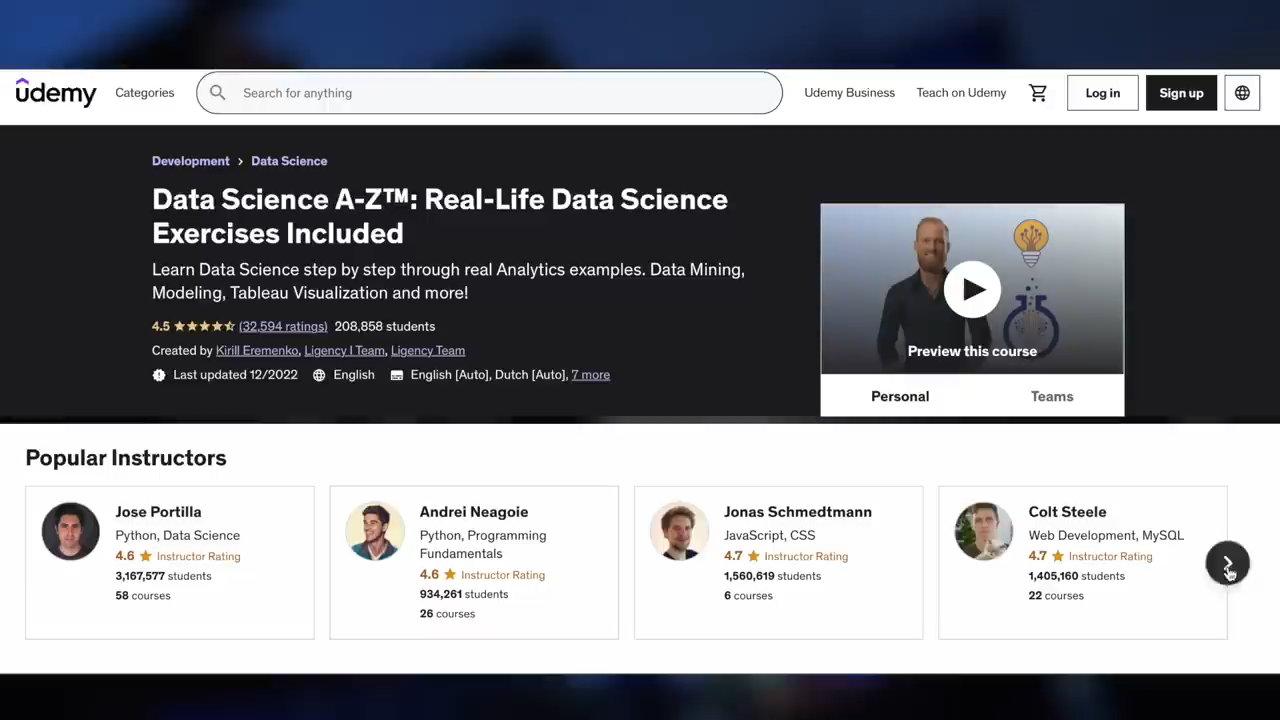 ûdemy
Categories
Search for anything
Udemy Business
Teach on Udemy
Log in
Sign up
Development > Data Science
Data Science A-Z™: Real-Life Data Science
Exercises Included
Learn Data Science step by step through real Analytics examples. Data Mining,
Modeling, Tableau Visualization and more!
4.5 (32,594 ratings) 208,858 students
Created by Kirill Eremenko, Ligency I Team, Ligency Team
Last updated 12/2022 English English [Auto], Dutch [Auto], 7 more
Preview this course
Personal
Teams
Popular Instructors
Jose Portilla
Python, Data Science
4.6 Instructor Rating
3,167,577 students
58 courses
Andrei Neagoie
Python, Programming
Fundamentals
4.6 Instructor Rating
934,261 students
26 courses
Jonas Schmedtmann
JavaScript, CSS
4.7 Instructor Rating
1,560,619 students
6 courses
Colt Steele
Web Development, MySQL
4.7 Instructor Rating
1,405,160 students
22 courses